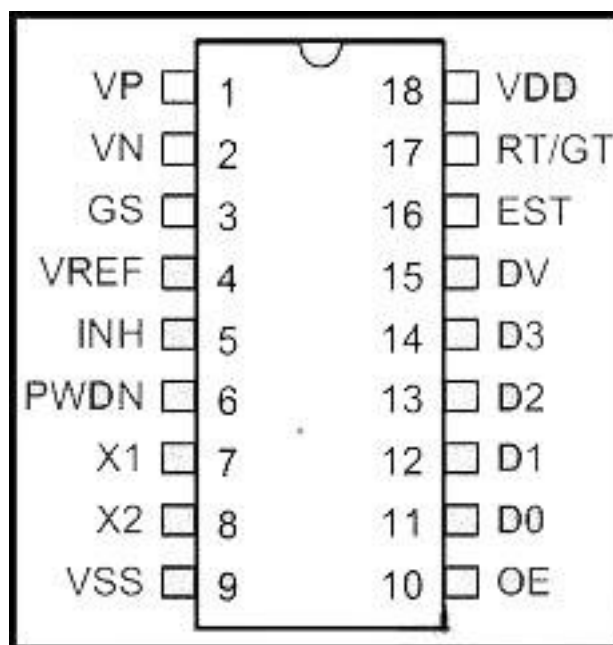 VP 1 18 VDD
VN 2 17 RT/GT
GS 3 16 EST
VREF 4 15 DV
INH 5 14 D3
PWDN 6 13 D2
X1 7 12 D1
X2 8 11 D0
VSS 9 10 OE